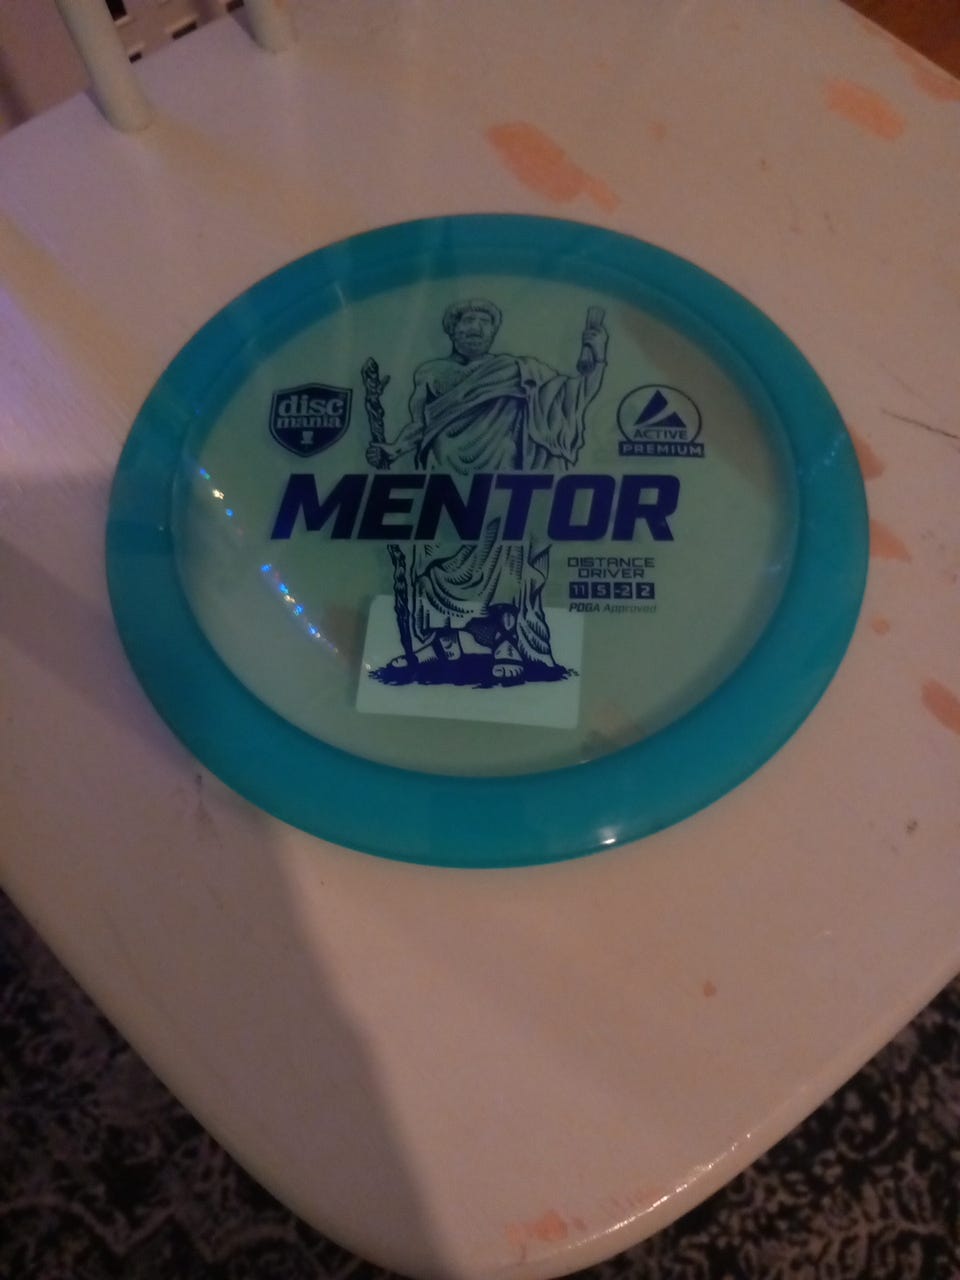 disc
mania
ACTIVE
PREMIUM
MENTOR
DISTANCE
DRIVER
11 5 -2 2
PDGA Approved